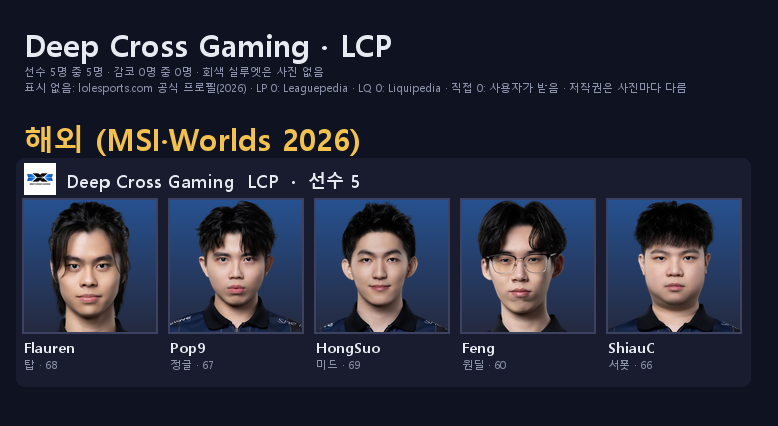 Deep Cross Gaming · LCP
선수 5명 중 5명 · 감코 0명 중 0명 · 회색 실루엣은 사진 없음
표시 없음: lolesports.com 공식 프로필(2026) · LP 0: Leaguepedia · LQ 0: Liquipedia · 직접 0: 사용자가 받음 · 저작권은 사진마다 다름
해외 (MSI·Worlds 2026)
Deep Cross Gaming LCP · 선수 5
Flauren
탑 · 68
Pop9
정글 · 67
HongSuo
미드 · 69
Feng
원딜 · 60
ShiauC
서폿 · 66